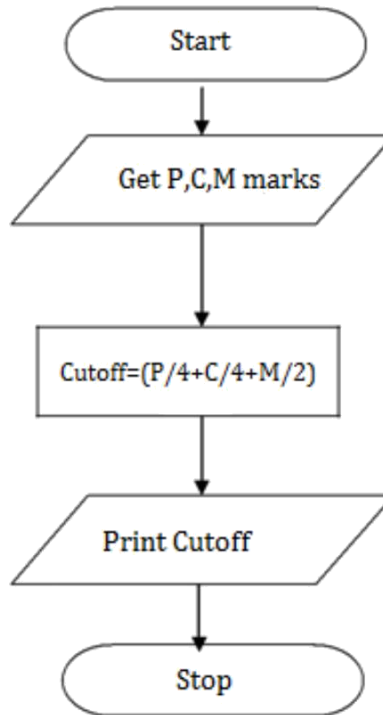 Start
Get P,C,M marks
Cutoff=(P/4+C/4+M/2)
Print Cutoff
Stop